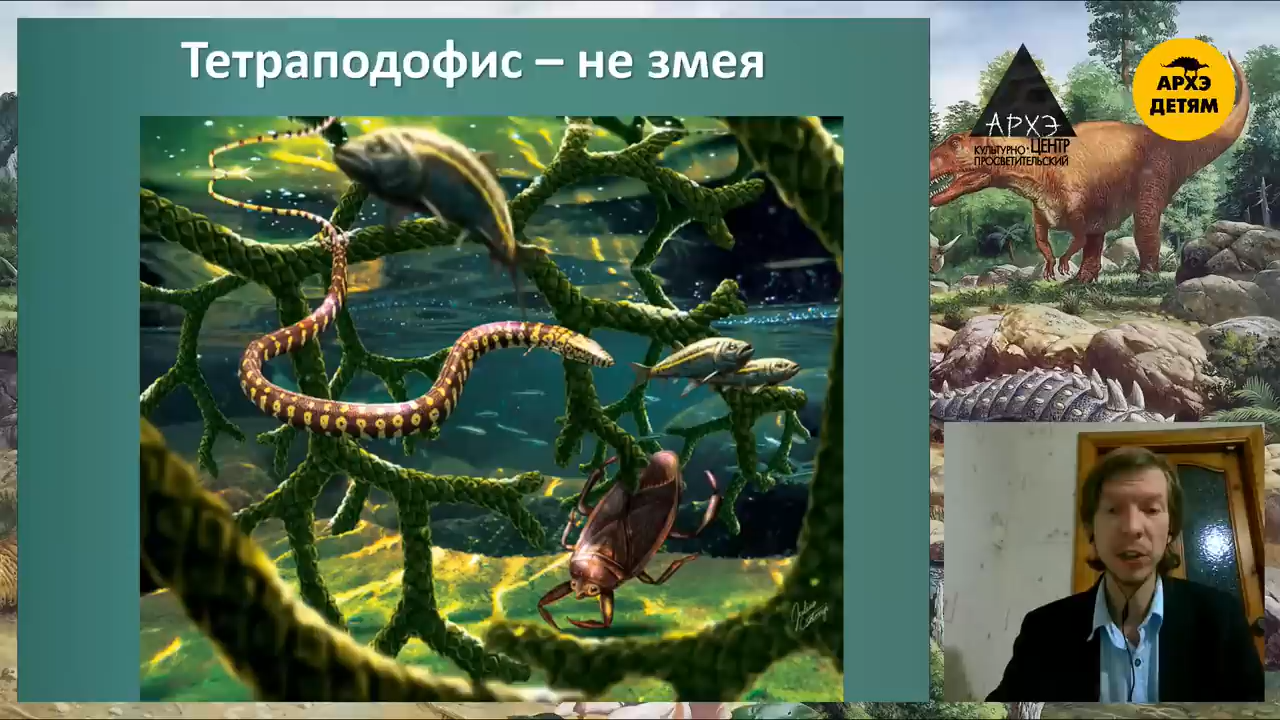 Тетраподофис – не змея
АРХЭ
КУЛЬТУРНО-ЦЕНТР
ПРОСВЕТИТЕЛЬСКИЙ
АРХЭ
ДЕТЯМ